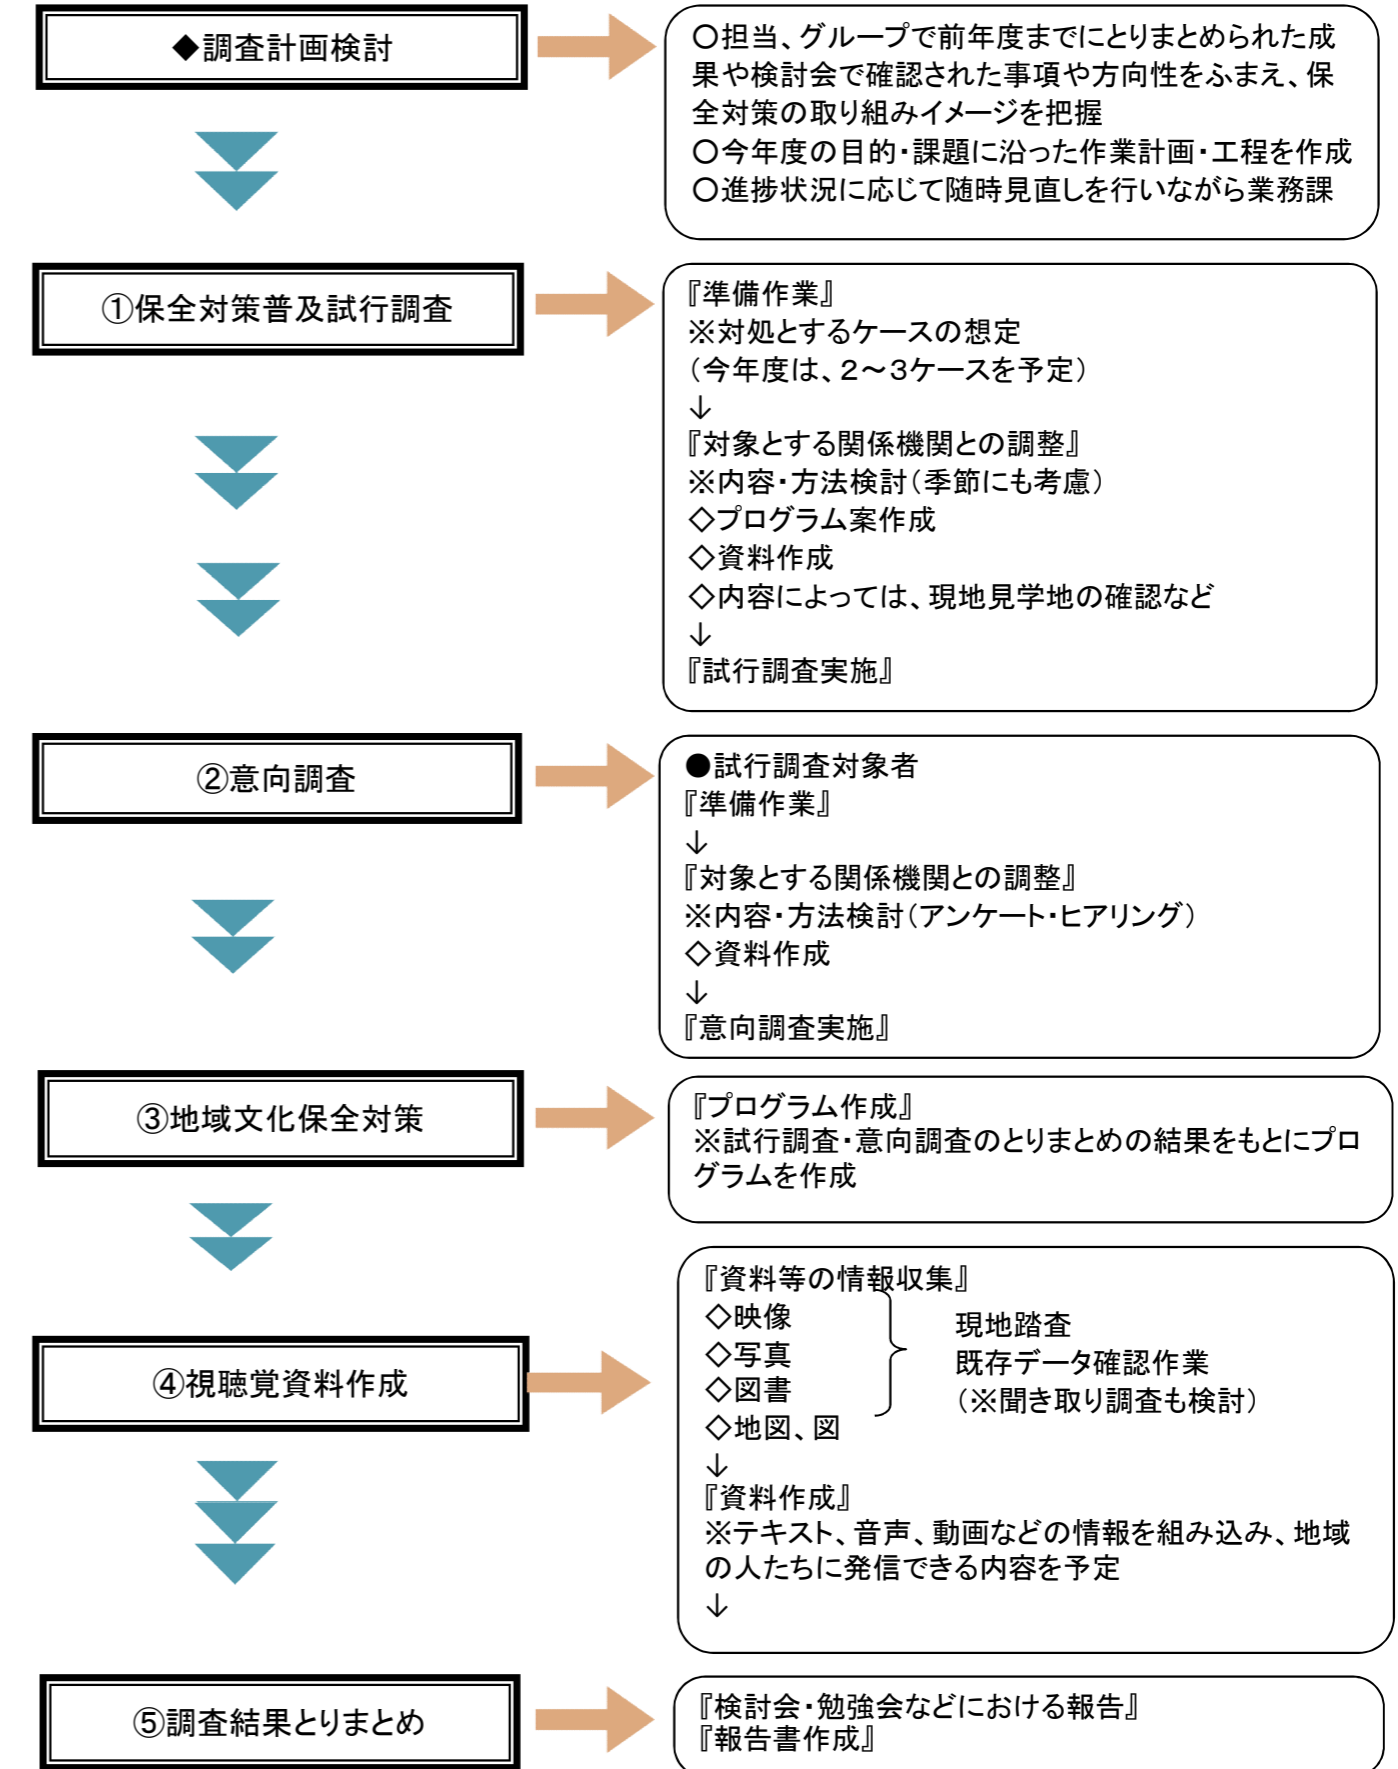 ◆調査計画検討
○担当、グループで前年度までにとりまとめられた成
果や検討会で確認された事項や方向性をふまえ、保
全対策の取り組みイメージを把握
○今年度の目的・課題に沿った作業計画・工程を作成
○進捗状況に応じて随時見直しを行いながら業務課
①保全対策普及試行調査
『準備作業』
※対処とするケースの想定
（今年度は、２～３ケースを予定）
↓
『対象とする関係機関との調整』
※内容・方法検討（季節にも考慮）
◇プログラム案作成
◇資料作成
◇内容によっては、現地見学地の確認など
↓
『試行調査実施』
②意向調査
●試行調査対象者
『準備作業』
↓
『対象とする関係機関との調整』
※内容・方法検討（アンケート・ヒアリング）
◇資料作成
↓
『意向調査実施』
③地域文化保全対策
『プログラム作成』
※試行調査・意向調査のとりまとめの結果をもとにプロ
グラムを作成
④視聴覚資料作成
『資料等の情報収集』
◇映像
◇写真
◇図書
◇地図、図
現地踏査
既存データ確認作業
（※聞き取り調査も検討）
↓
『資料作成』
※テキスト、音声、動画などの情報を組み込み、地域
の人たちに発信できる内容を予定
↓
⑤調査結果とりまとめ
『検討会・勉強会などにおける報告』
『報告書作成』